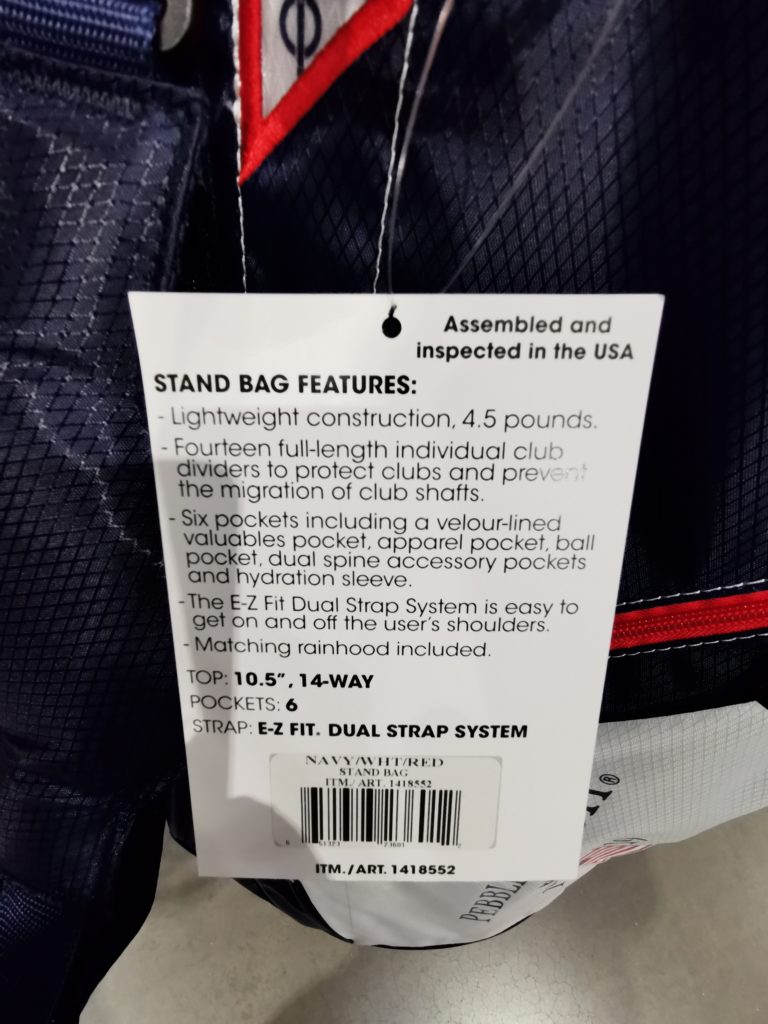 Assembled and
inspected in the USA
STAND BAG FEATURES:
- Lightweight construction, 4.5 pounds.
- Fourteen full-length individual club
dividers to protect clubs and prevent
the migration of club shafts.
- Six pockets including a velour-lined
valuables pocket, apparel pocket, ball
pocket, dual spine accessory pockets
and hydration sleeve.
- The E-Z Fit Dual Strap System is easy to
get on and off the user's shoulders.
- Matching rainhood included.
TOP: 10.5", 14-WAY
POCKETS: 6
STRAP: E-Z FIT. DUAL STRAP SYSTEM
NAVY/WHT/RED
STAND BAG
ITM./ ART. 1418552
ITM./ART. 1418552